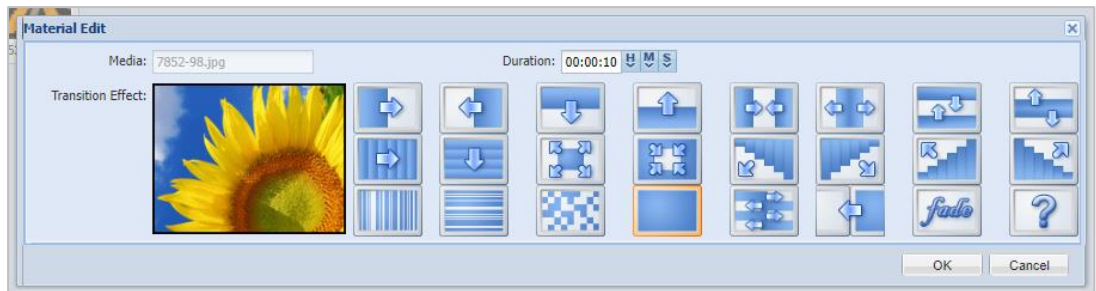 Material Edit
Media: 7852-98.jpg Duration: 00:00:10 H M S
Transition Effect:
fade ?
OK Cancel